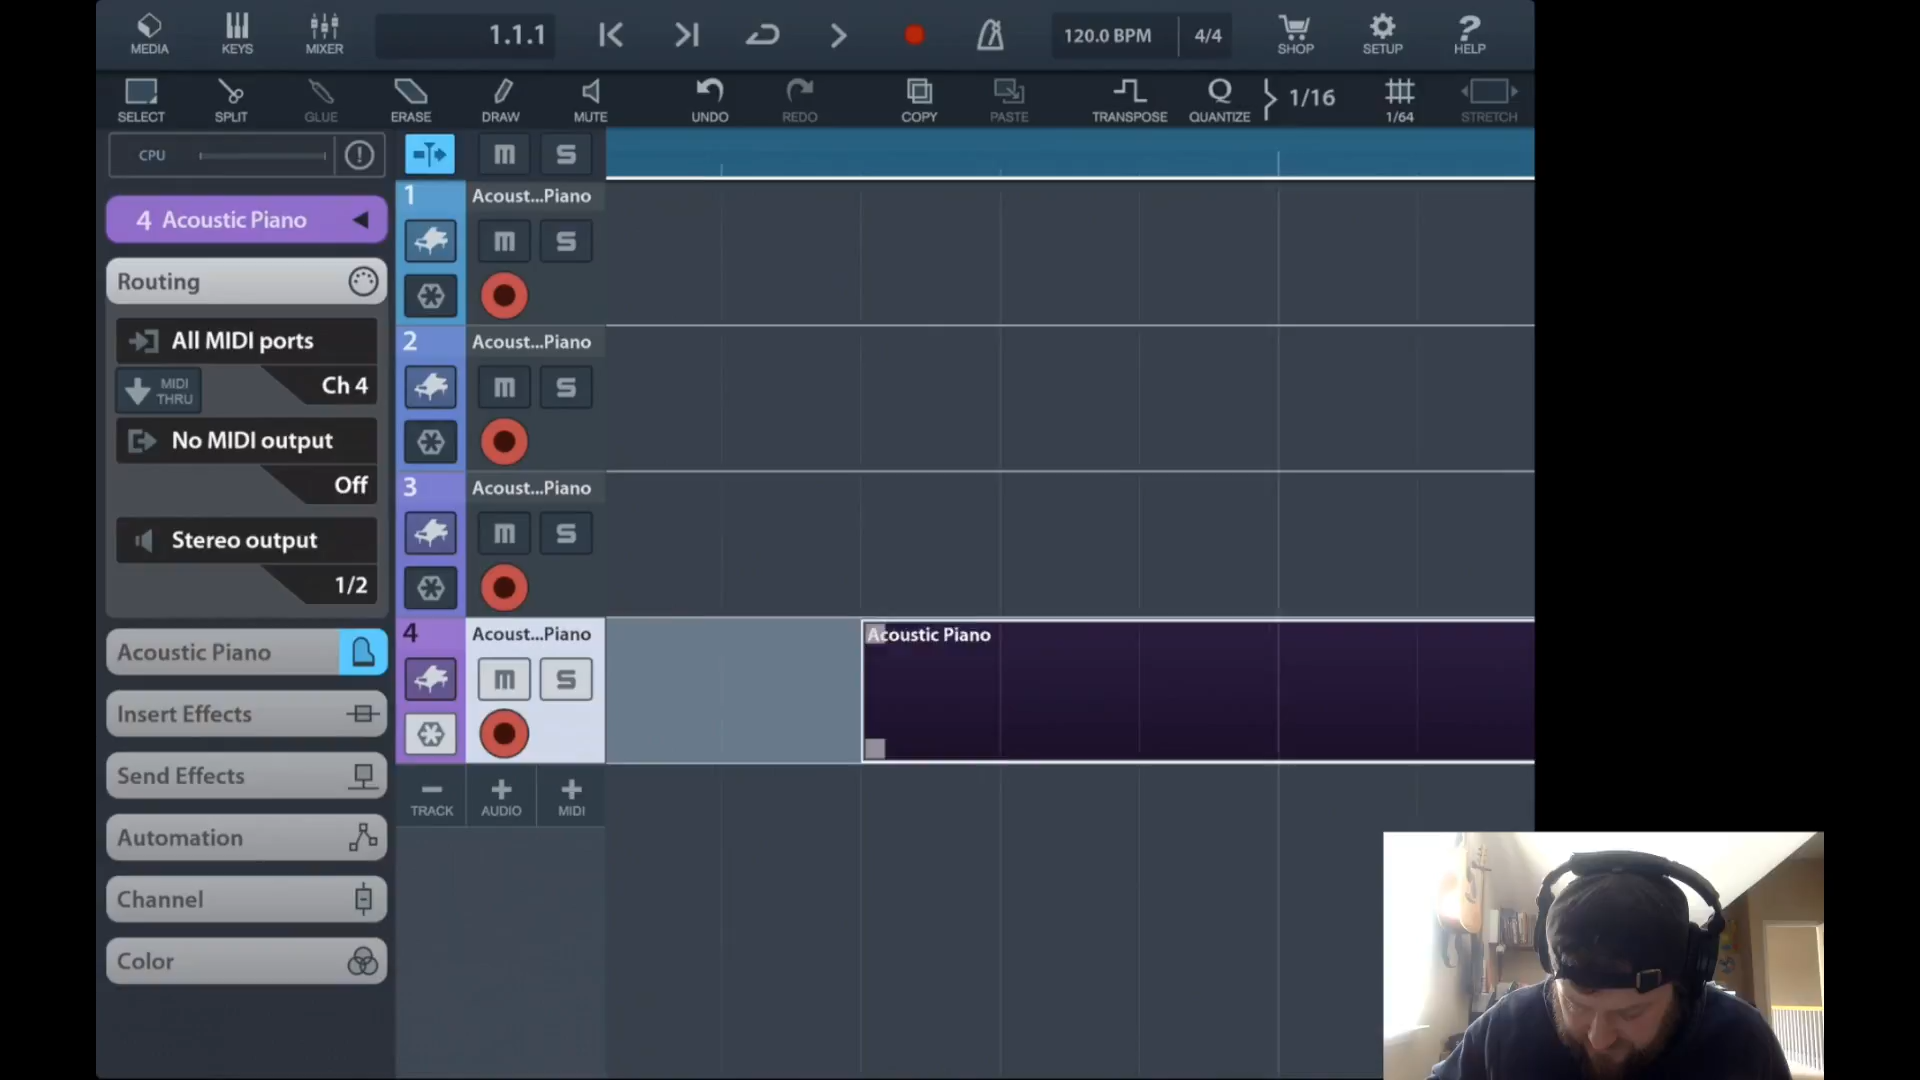 MEDIA
KEYS
MIXER
1.1.1
120.0 BPM
4/4
SHOP
SETUP
?
HELP
SELECT
SPLIT
GLUE
ERASE
DRAW
MUTE
UNDO
REDO
COPY
PASTE
TRANSPOSE
Q
QUANTIZE
1/16
1/64
STRETCH
CPU
!
m
S
4 Acoustic Piano
Routing
All MIDI ports
MIDI
THRU
Ch 4
No MIDI output
Off
Stereo output
1/2
Acoustic Piano
Insert Effects
Send Effects
Automation
Channel
Color
1
Acoust...Piano
m
S
2
Acoust...Piano
m
S
3
Acoust...Piano
m
S
4
Acoust...Piano
m
S
Acoustic Piano
TRACK
AUDIO
MIDI